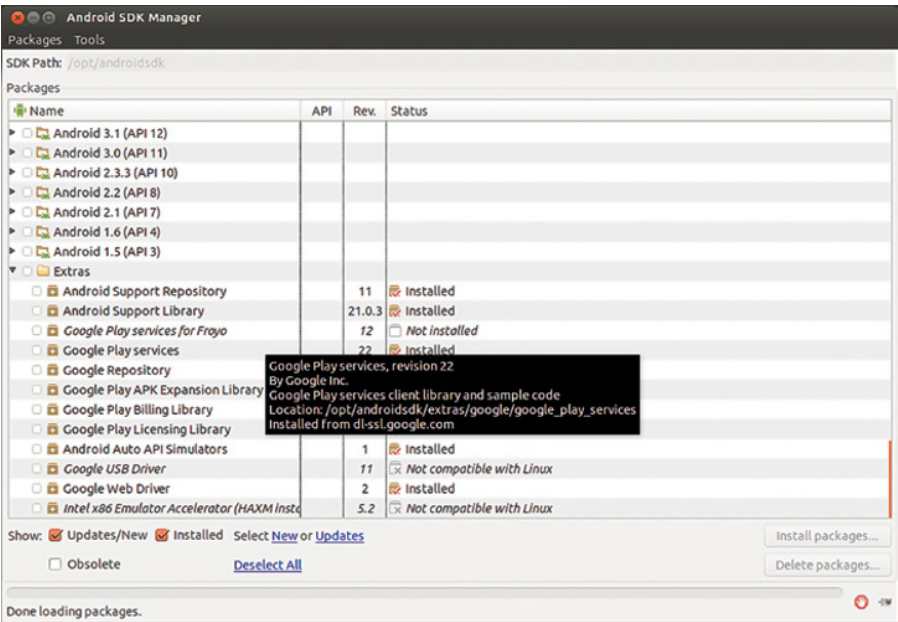 Android SDK Manager
Packages Tools
SDK Path: /opt/androidsdk
Packages
Name API Rev. Status
Android 3.1 (API 12)
Android 3.0 (API 11)
Android 2.3.3 (API 10)
Android 2.2 (API 8)
Android 2.1 (API 7)
Android 1.6 (API 4)
Android 1.5 (API 3)
Extras
Android Support Repository 11 Installed
Android Support Library 21.0.3 Installed
Google Play services for Froyo 12 Not installed
Google Play services 22 Installed
Google Repository
Google Play APK Expansion Library
Google Play Billing Library
Google Play Licensing Library
Google Play services, revision 22
By Google Inc.
Google Play services client library and sample code
Location: /opt/androidsdk/extras/google/google_play_services
Installed from dl-ssl.google.com
Android Auto API Simulators 1 Installed
Google USB Driver 11 Not compatible with Linux
Google Web Driver 2 Installed
Intel x86 Emulator Accelerator (HAXM insta 5.2 Not compatible with Linux
Show: Updates/New Installed Select New or Updates Install packages...
Obsolete Deselect All Delete packages...
Done loading packages.